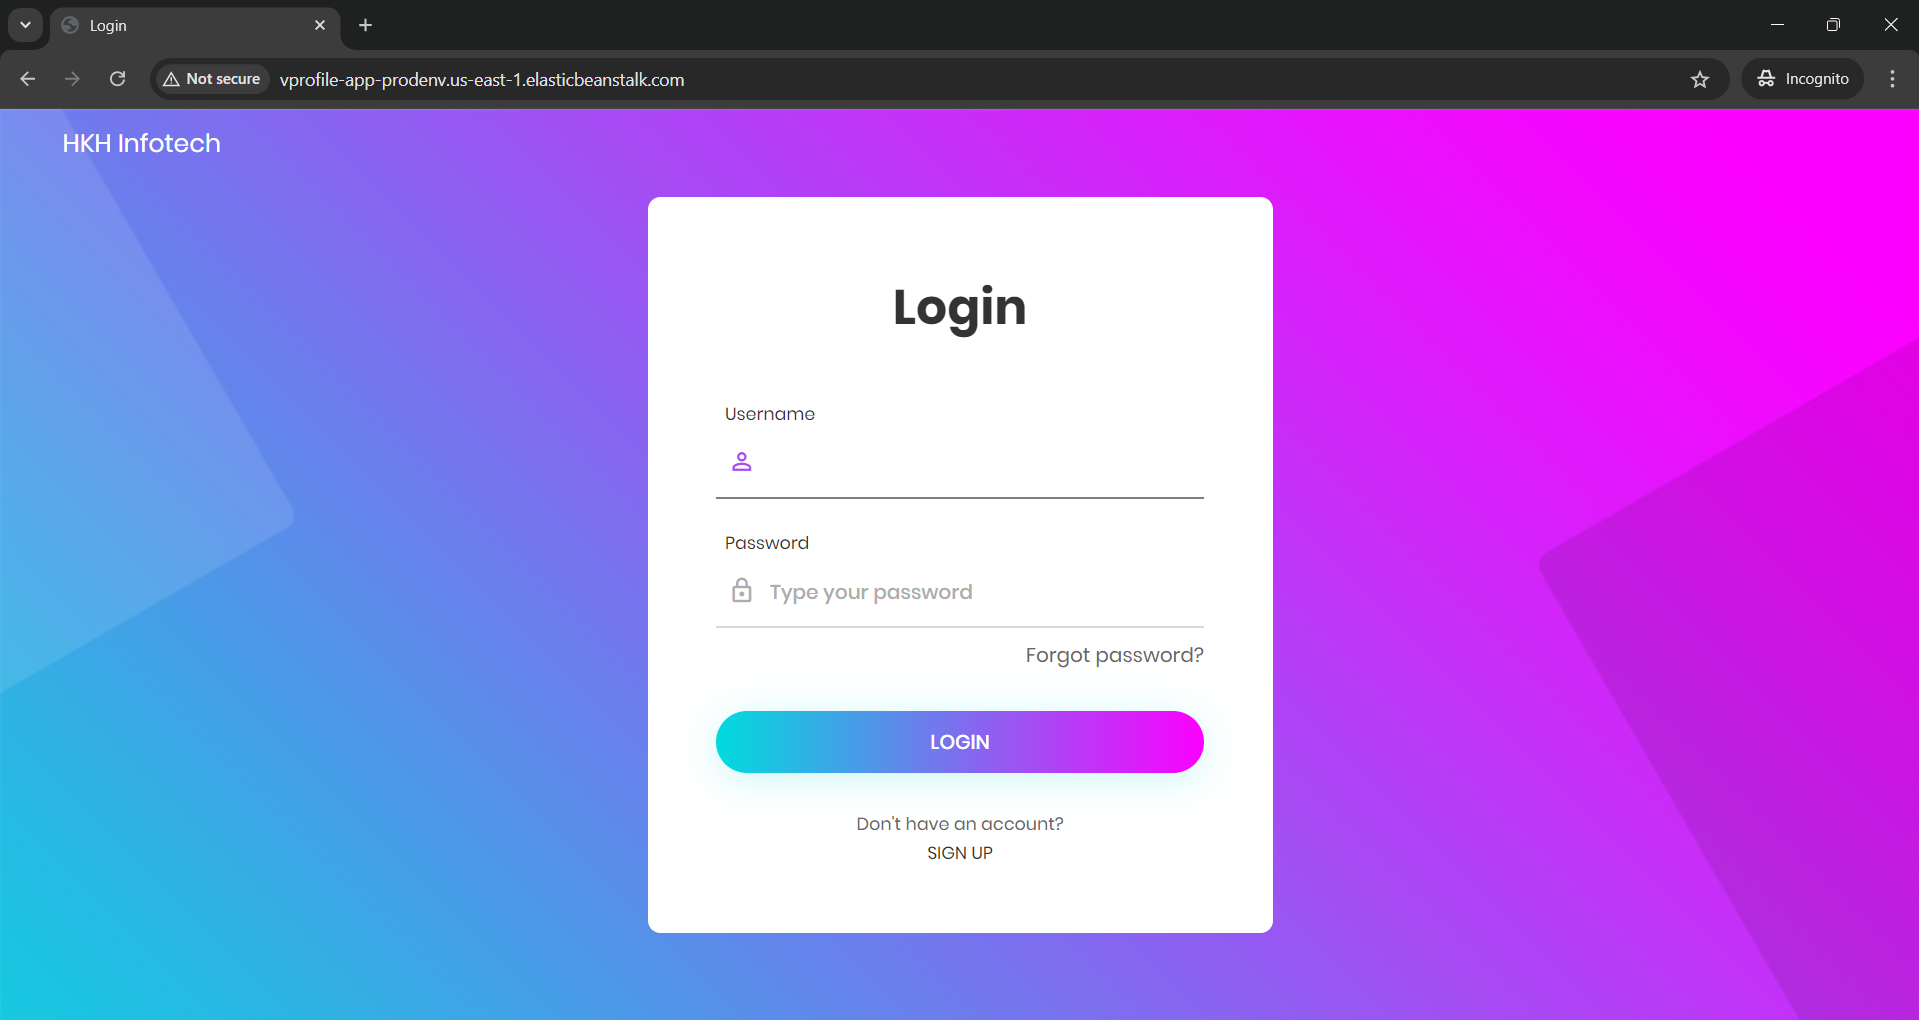 Login
Not secure
vprofile-app-prodenv.us-east-1.elasticbeanstalk.com
Incognito
HKH Infotech
Login
Username
Password
Type your password
Forgot password?
LOGIN
Don't have an account?
SIGN UP